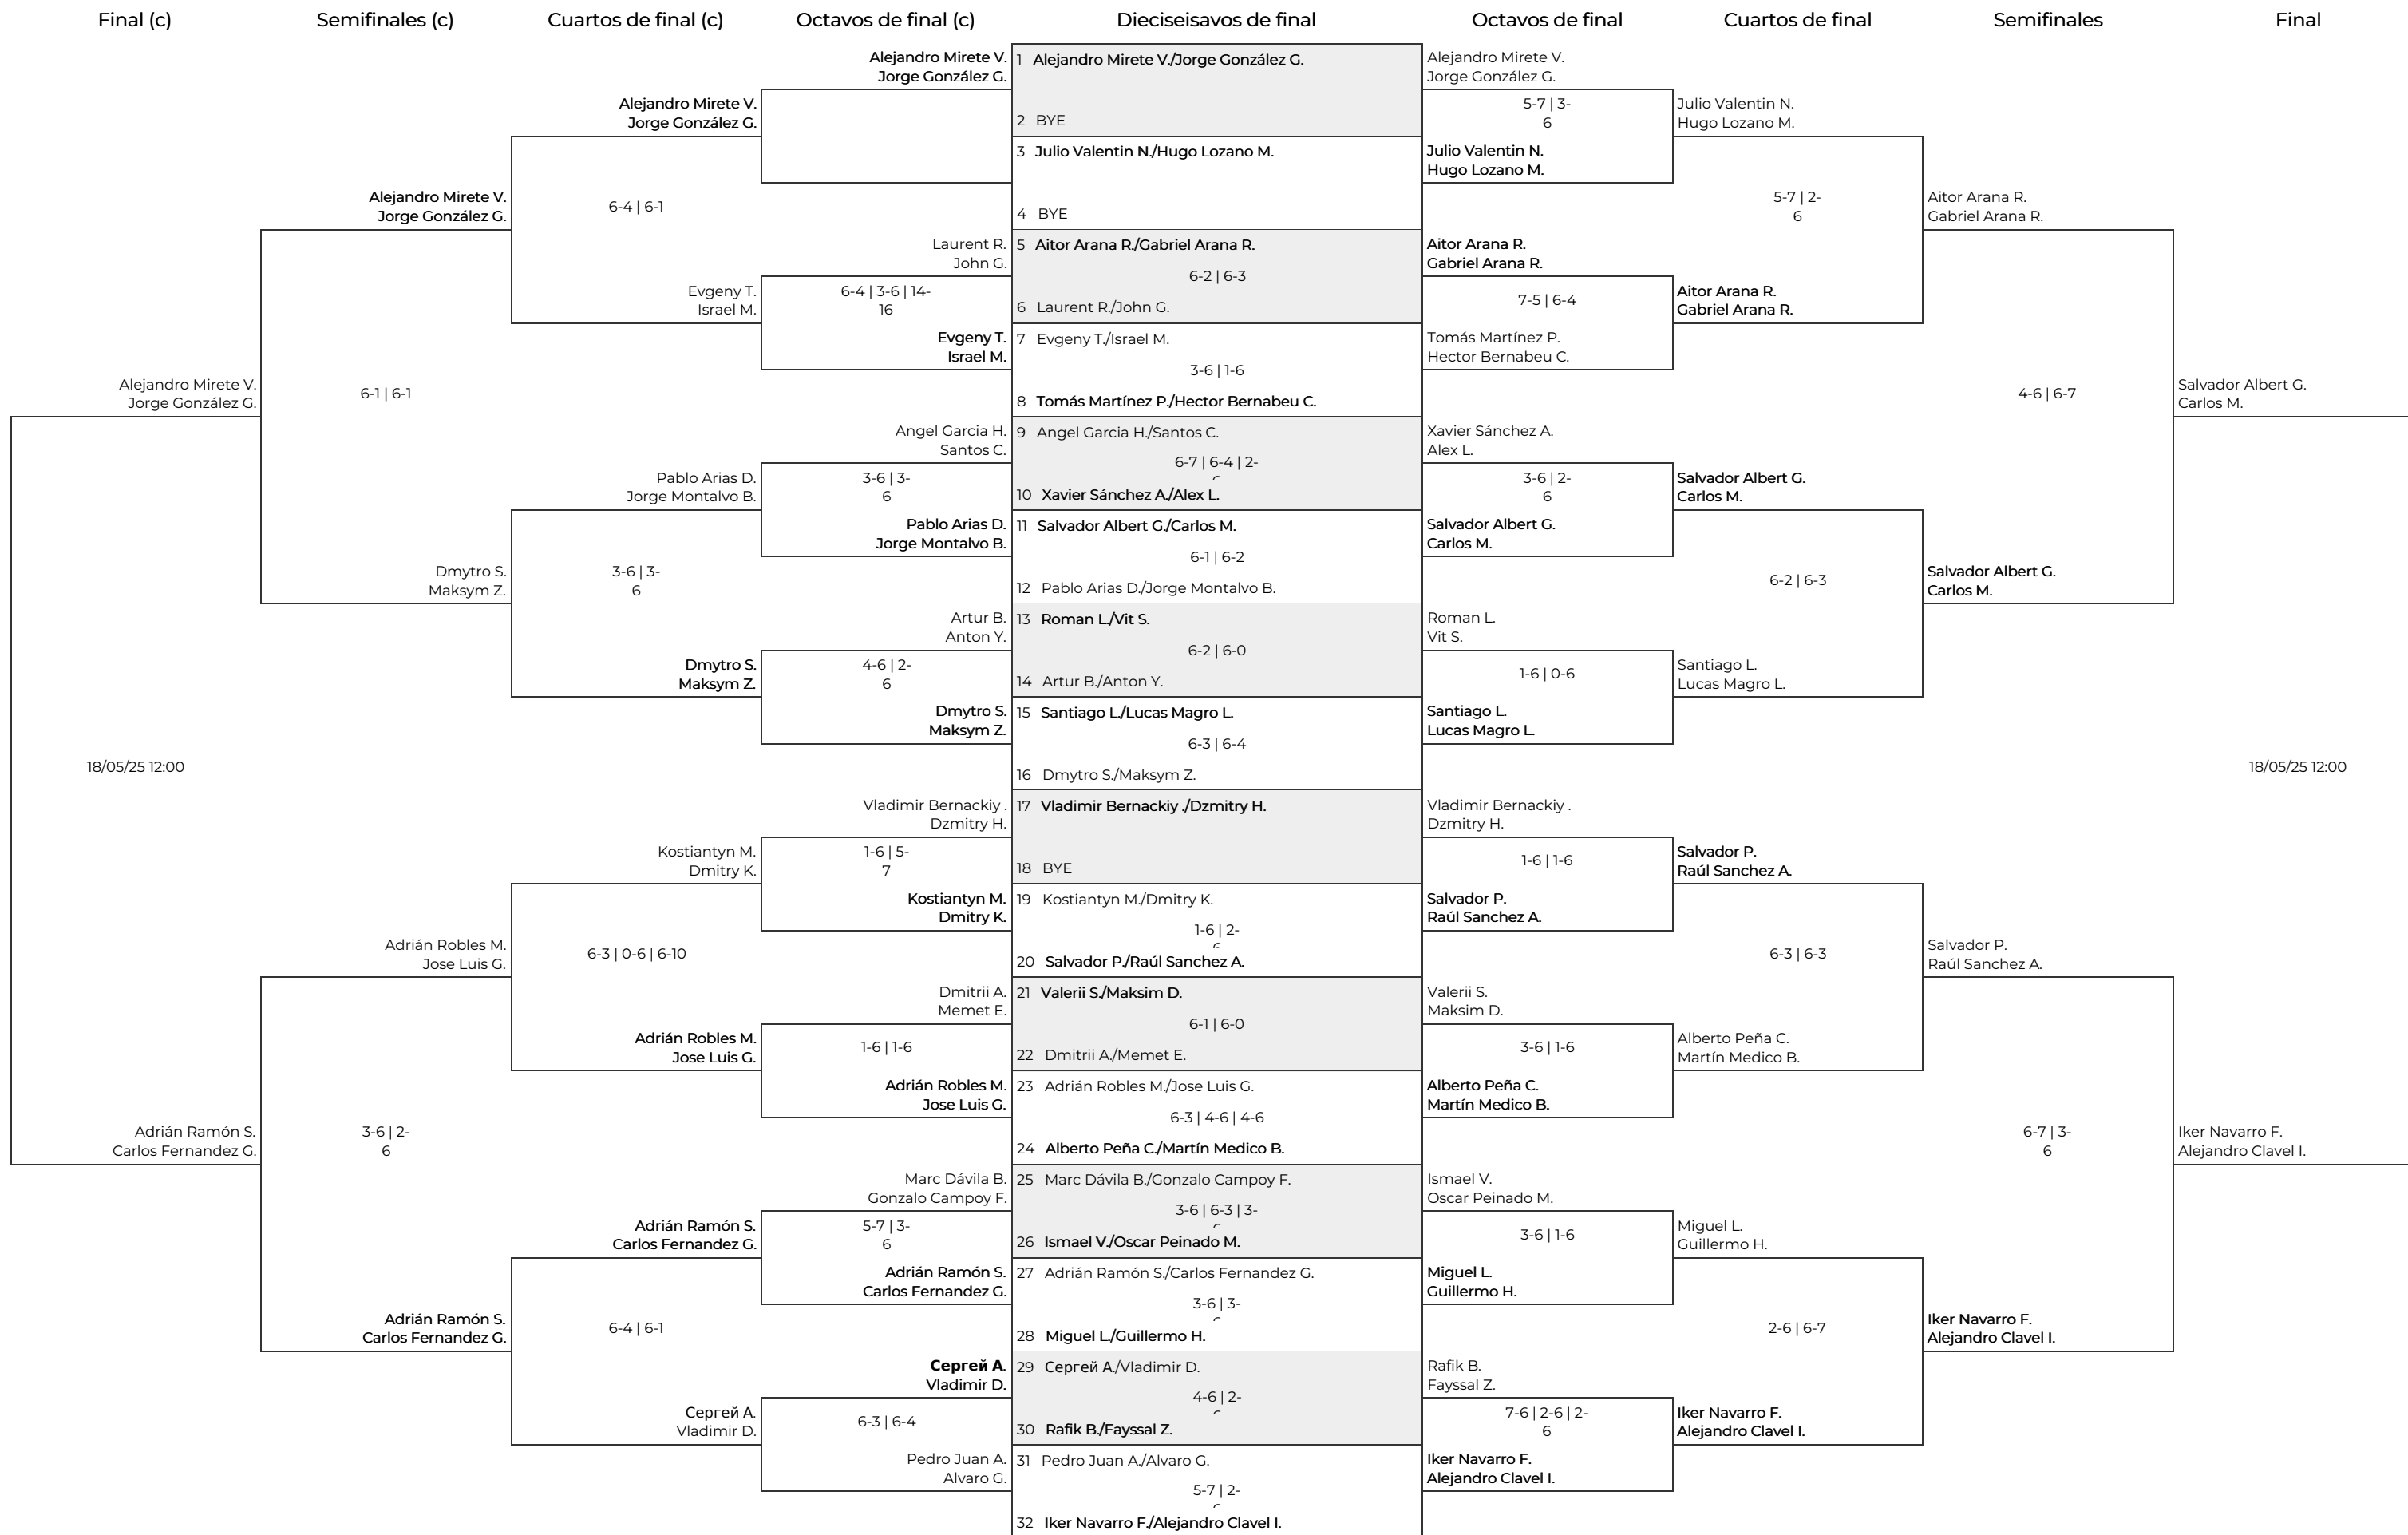 Final (c)
Semifinales (c)
Cuartos de final (c)
Octavos de final (c)
Dieciseisavos de final
Octavos de final
Cuartos de final
Semifinales
Final
Alejandro Mirete V.
Jorge González G.
18/05/25 12:00
Adrián Ramón S.
Carlos Fernandez G.
Alejandro Mirete V.
Jorge González G.
6-1 | 6-1
Dmytro S.
Maksym Z.
Adrián Robles M.
Jose Luis G.
3-6 | 2-
6
Adrián Ramón S.
Carlos Fernandez G.
Alejandro Mirete V.
Jorge González G.
6-4 | 6-1
Evgeny T.
Israel M.
Pablo Arias D.
Jorge Montalvo B.
3-6 | 3-
6
Dmytro S.
Maksym Z.
Kostiantyn M.
Dmitry K.
6-3 | 0-6 | 6-10
Adrián Robles M.
Jose Luis G.
Adrián Ramón S.
Carlos Fernandez G.
6-4 | 6-1
Сергей А.
Vladimir D.
Alejandro Mirete V.
Jorge González G.
Laurent R.
John G.
6-4 | 3-6 | 14-
16
Evgeny T.
Israel M.
Angel Garcia H.
Santos C.
3-6 | 3-
6
Pablo Arias D.
Jorge Montalvo B.
Artur B.
Anton Y.
4-6 | 2-
6
Dmytro S.
Maksym Z.
Vladimir Bernackiy .
Dzmitry H.
1-6 | 5-
7
Kostiantyn M.
Dmitry K.
Dmitrii A.
Memet E.
1-6 | 1-6
Adrián Robles M.
Jose Luis G.
Marc Dávila B.
Gonzalo Campoy F.
5-7 | 3-
6
Adrián Ramón S.
Carlos Fernandez G.
Сергей А.
Vladimir D.
6-3 | 6-4
Pedro Juan A.
Alvaro G.
1 Alejandro Mirete V./Jorge González G.
2 BYE
3 Julio Valentin N./Hugo Lozano M.
4 BYE
5 Aitor Arana R./Gabriel Arana R.
6-2 | 6-3
6 Laurent R./John G.
7 Evgeny T./Israel M.
3-6 | 1-6
8 Tomás Martínez P./Hector Bernabeu C.
9 Angel Garcia H./Santos C.
6-7 | 6-4 | 2-
10 Xavier Sánchez A./Alex L.
11 Salvador Albert G./Carlos M.
6-1 | 6-2
12 Pablo Arias D./Jorge Montalvo B.
13 Roman L./Vit S.
6-2 | 6-0
14 Artur B./Anton Y.
15 Santiago L./Lucas Magro L.
6-3 | 6-4
16 Dmytro S./Maksym Z.
17 Vladimir Bernackiy ./Dzmitry H.
18 BYE
19 Kostiantyn M./Dmitry K.
1-6 | 2-
20 Salvador P./Raúl Sanchez A.
21 Valerii S./Maksim D.
6-1 | 6-0
22 Dmitrii A./Memet E.
23 Adrián Robles M./Jose Luis G.
6-3 | 4-6 | 4-6
24 Alberto Peña C./Martín Medico B.
25 Marc Dávila B./Gonzalo Campoy F.
3-6 | 6-3 | 3-
26 Ismael V./Oscar Peinado M.
27 Adrián Ramón S./Carlos Fernandez G.
3-6 | 3-
28 Miguel L./Guillermo H.
29 Сергей А./Vladimir D.
4-6 | 2-
30 Rafik B./Fayssal Z.
31 Pedro Juan A./Alvaro G.
5-7 | 2-
32 Iker Navarro F./Alejandro Clavel I.
Alejandro Mirete V.
Jorge González G.
5-7 | 3-
6
Julio Valentin N.
Hugo Lozano M.
Aitor Arana R.
Gabriel Arana R.
7-5 | 6-4
Tomás Martínez P.
Hector Bernabeu C.
Xavier Sánchez A.
Alex L.
3-6 | 2-
6
Salvador Albert G.
Carlos M.
Roman L.
Vit S.
1-6 | 0-6
Santiago L.
Lucas Magro L.
Vladimir Bernackiy .
Dzmitry H.
1-6 | 1-6
Salvador P.
Raúl Sanchez A.
Valerii S.
Maksim D.
3-6 | 1-6
Alberto Peña C.
Martín Medico B.
Ismael V.
Oscar Peinado M.
3-6 | 1-6
Miguel L.
Guillermo H.
Rafik B.
Fayssal Z.
7-6 | 2-6 | 2-
6
Iker Navarro F.
Alejandro Clavel I.
Julio Valentin N.
Hugo Lozano M.
5-7 | 2-
6
Aitor Arana R.
Gabriel Arana R.
Salvador Albert G.
Carlos M.
6-2 | 6-3
Santiago L.
Lucas Magro L.
Salvador P.
Raúl Sanchez A.
6-3 | 6-3
Alberto Peña C.
Martín Medico B.
Miguel L.
Guillermo H.
2-6 | 6-7
Iker Navarro F.
Alejandro Clavel I.
Aitor Arana R.
Gabriel Arana R.
4-6 | 6-7
Salvador Albert G.
Carlos M.
Salvador P.
Raúl Sanchez A.
6-7 | 3-
6
Iker Navarro F.
Alejandro Clavel I.
Salvador Albert G.
Carlos M.
18/05/25 12:00
Iker Navarro F.
Alejandro Clavel I.